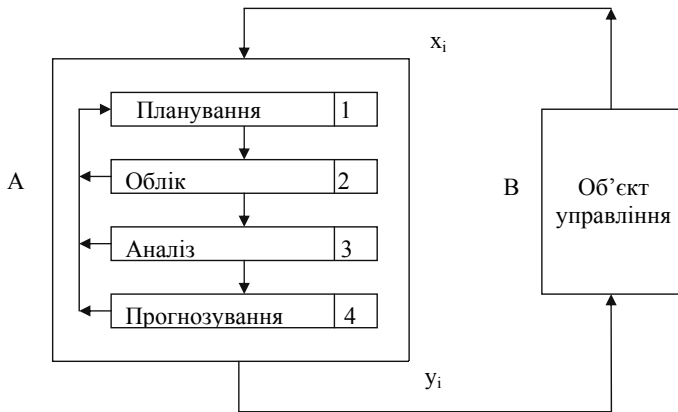 xi
Планування 1
А
Облік 2
В
Об’єкт
управління
Аналіз 3
Прогнозування 4
yi